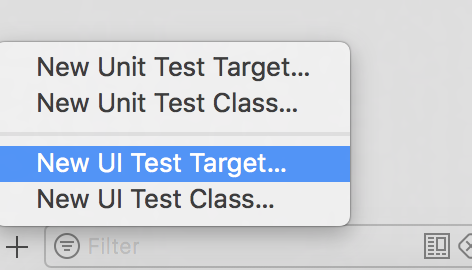 New Unit Test Target...
New Unit Test Class...
New UI Test Target...
New UI Test Class...
Filter